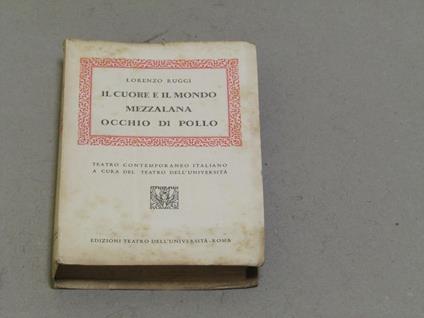 LORENZO RUGGI
IL CUORE E IL MONDO
MEZZALANA
OCCHIO DI POLLO
TEATRO CONTEMPORANEO ITALIANO
A CURA DEL TEATRO DELL'UNIVERSITÀ
EDIZIONI TEATRO DELL'UNIVERSITÀ - ROMA